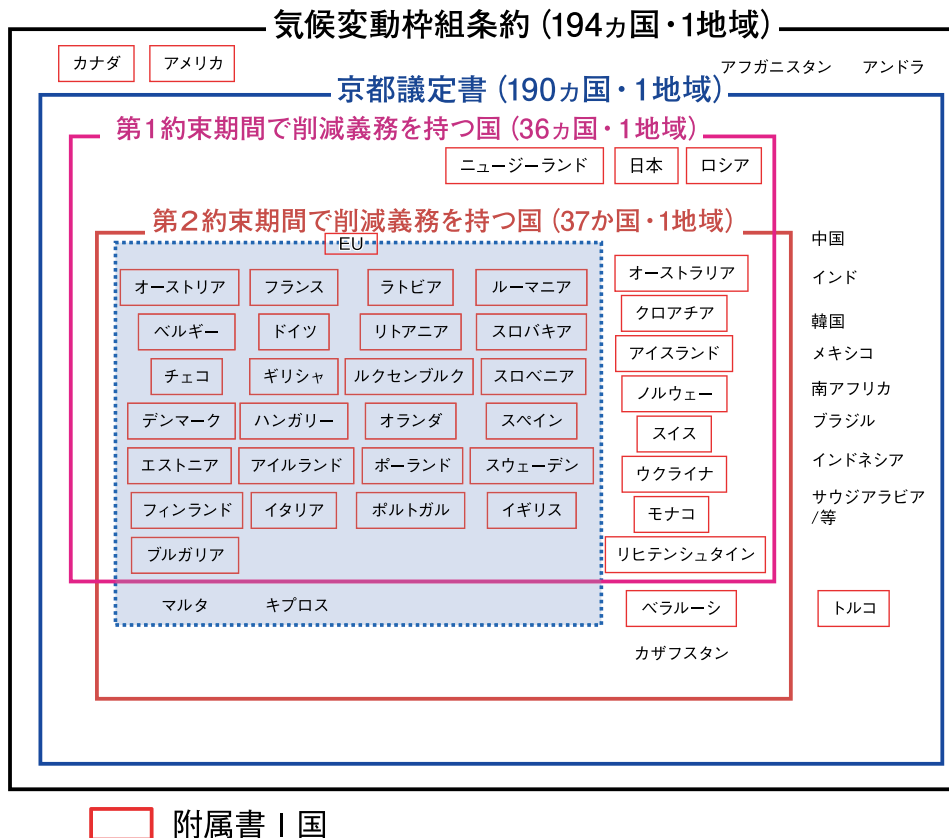 気候変動枠組条約 (194ヵ国・1地域)
カナダ アメリカ アフガニスタン アンドラ
京都議定書 (190ヵ国・1地域)
第1約束期間で削減義務を持つ国 (36ヵ国・1地域)
ニュージーランド 日本 ロシア
第2約束期間で削減義務を持つ国 (37か国・1地域)
EU
オーストリア フランス ラトビア ルーマニア
ベルギー ドイツ リトアニア スロバキア
チェコ ギリシャ ルクセンブルク スロベニア
デンマーク ハンガリー オランダ スペイン
エストニア アイルランド ポーランド スウェーデン
フィンランド イタリア ポルトガル イギリス
ブルガリア
マルタ キプロス
オーストラリア
クロアチア
アイスランド
ノルウェー
スイス
ウクライナ
モナコ
リヒテンシュタイン
ベラルーシ
カザフスタン
中国
インド
韓国
メキシコ
南アフリカ
ブラジル
インドネシア
サウジアラビア
/等
トルコ
附属書Ⅰ国